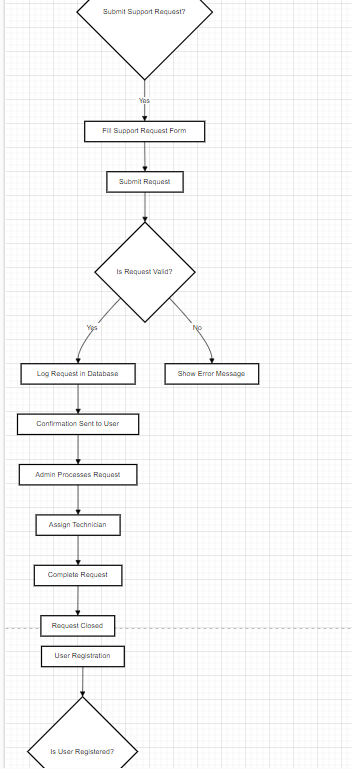 Submit Support Request?
Yes
Fill Support Request Form
Submit Request
Is Request Valid?
Yes
No
Log Request in Database
Show Error Message
Confirmation Sent to User
Admin Processes Request
Assign Technician
Complete Request
Request Closed
User Registration
Is User Registered?